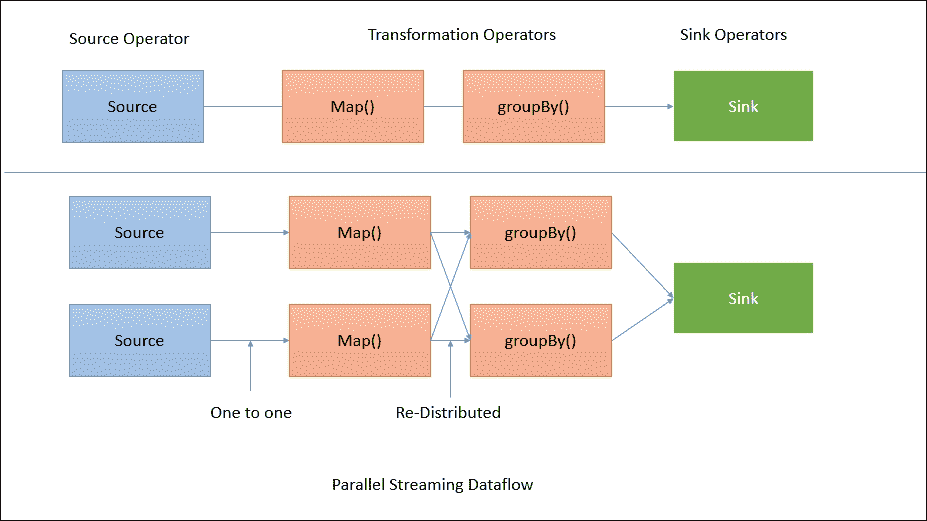 Source Operator
Transformation Operators
Sink Operators
Source
Map()
groupBy()
Sink
Source
Map()
groupBy()
Sink
Source
Map()
groupBy()
One to one
Re-Distributed
Parallel Streaming Dataflow